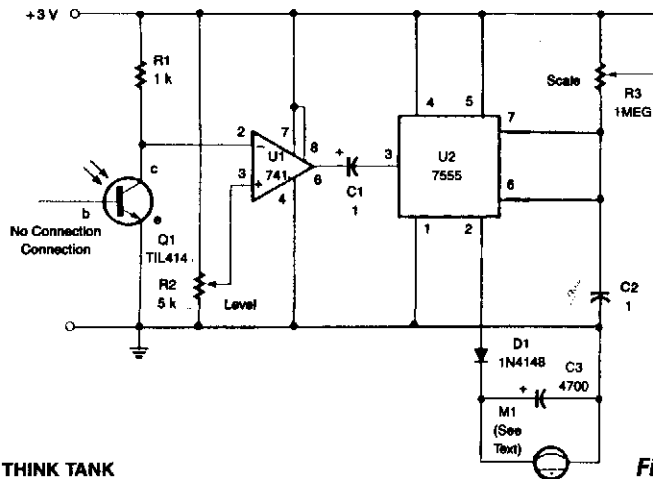 +3 V
R1
1 k
Scale
R3
1MEG
4
5
7
2
7
8
U1
741
3
6
4
+
C1
1
3
U2
7555
6
1
2
c
b
e
No Connection
Connection
Q1
TIL414
R2
5 k
Level
C2
1
D1
1N4148
C3
4700
+
M1
(See
Text)
THINK TANK
Fi